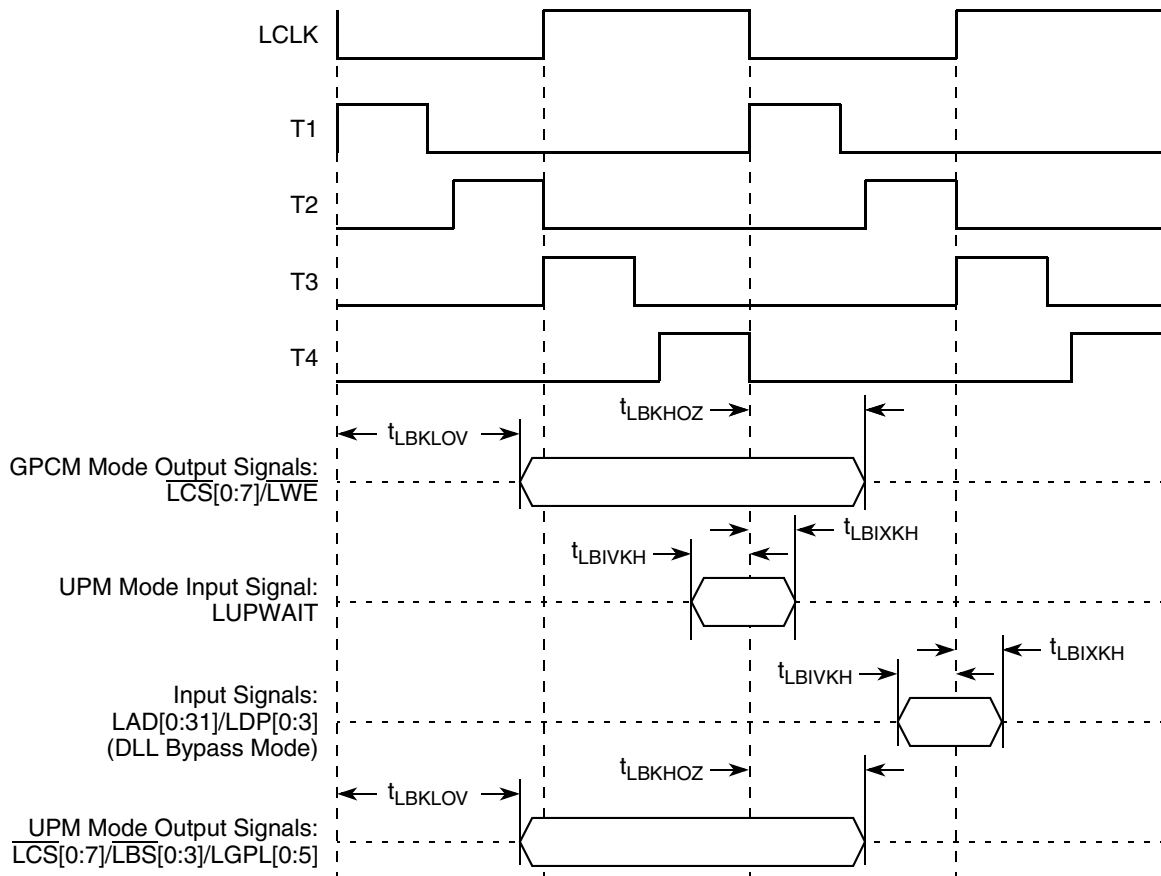 LCLK
T1
T2
T3
T4
tLBKHOZ
tLBKLOV
GPCM Mode Output Signals:
LCS[0:7]/LWE
tLBIXKH
tLBIVKH
UPM Mode Input Signal:
LUPWAIT
tLBIXKH
tLBIVKH
Input Signals:
LAD[0:31]/LDP[0:3]
(DLL Bypass Mode)
tLBKHOZ
tLBKLOV
UPM Mode Output Signals:
LCS[0:7]/LBS[0:3]/LGPL[0:5]